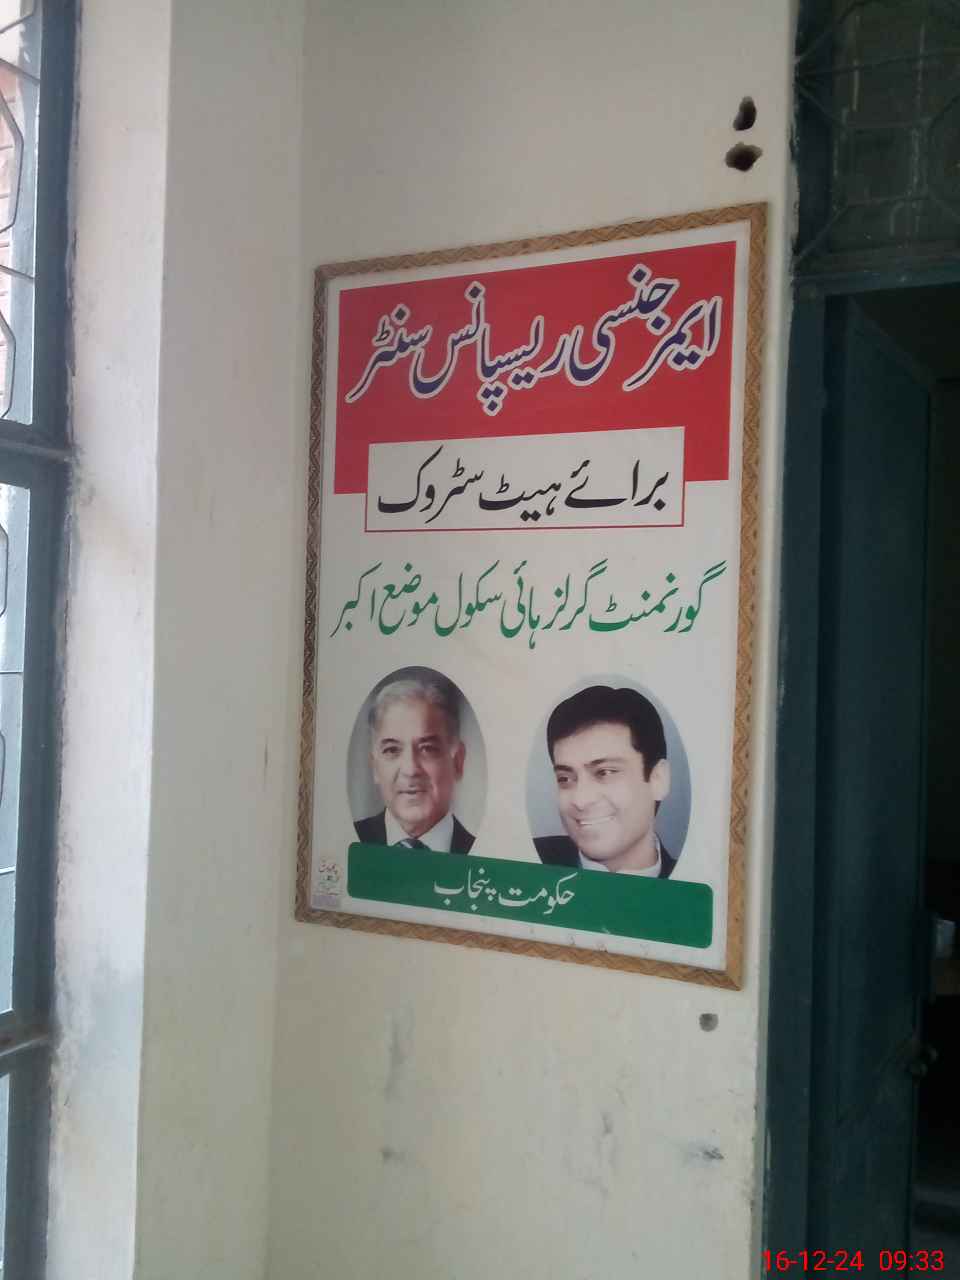 ایمرجنسی ریسپانس سنٹر
برائے ہیٹ سٹروک
گورنمنٹ گرلز ہائی سکول موضع اکبر
حکومت پنجاب
16-12-24 09:33